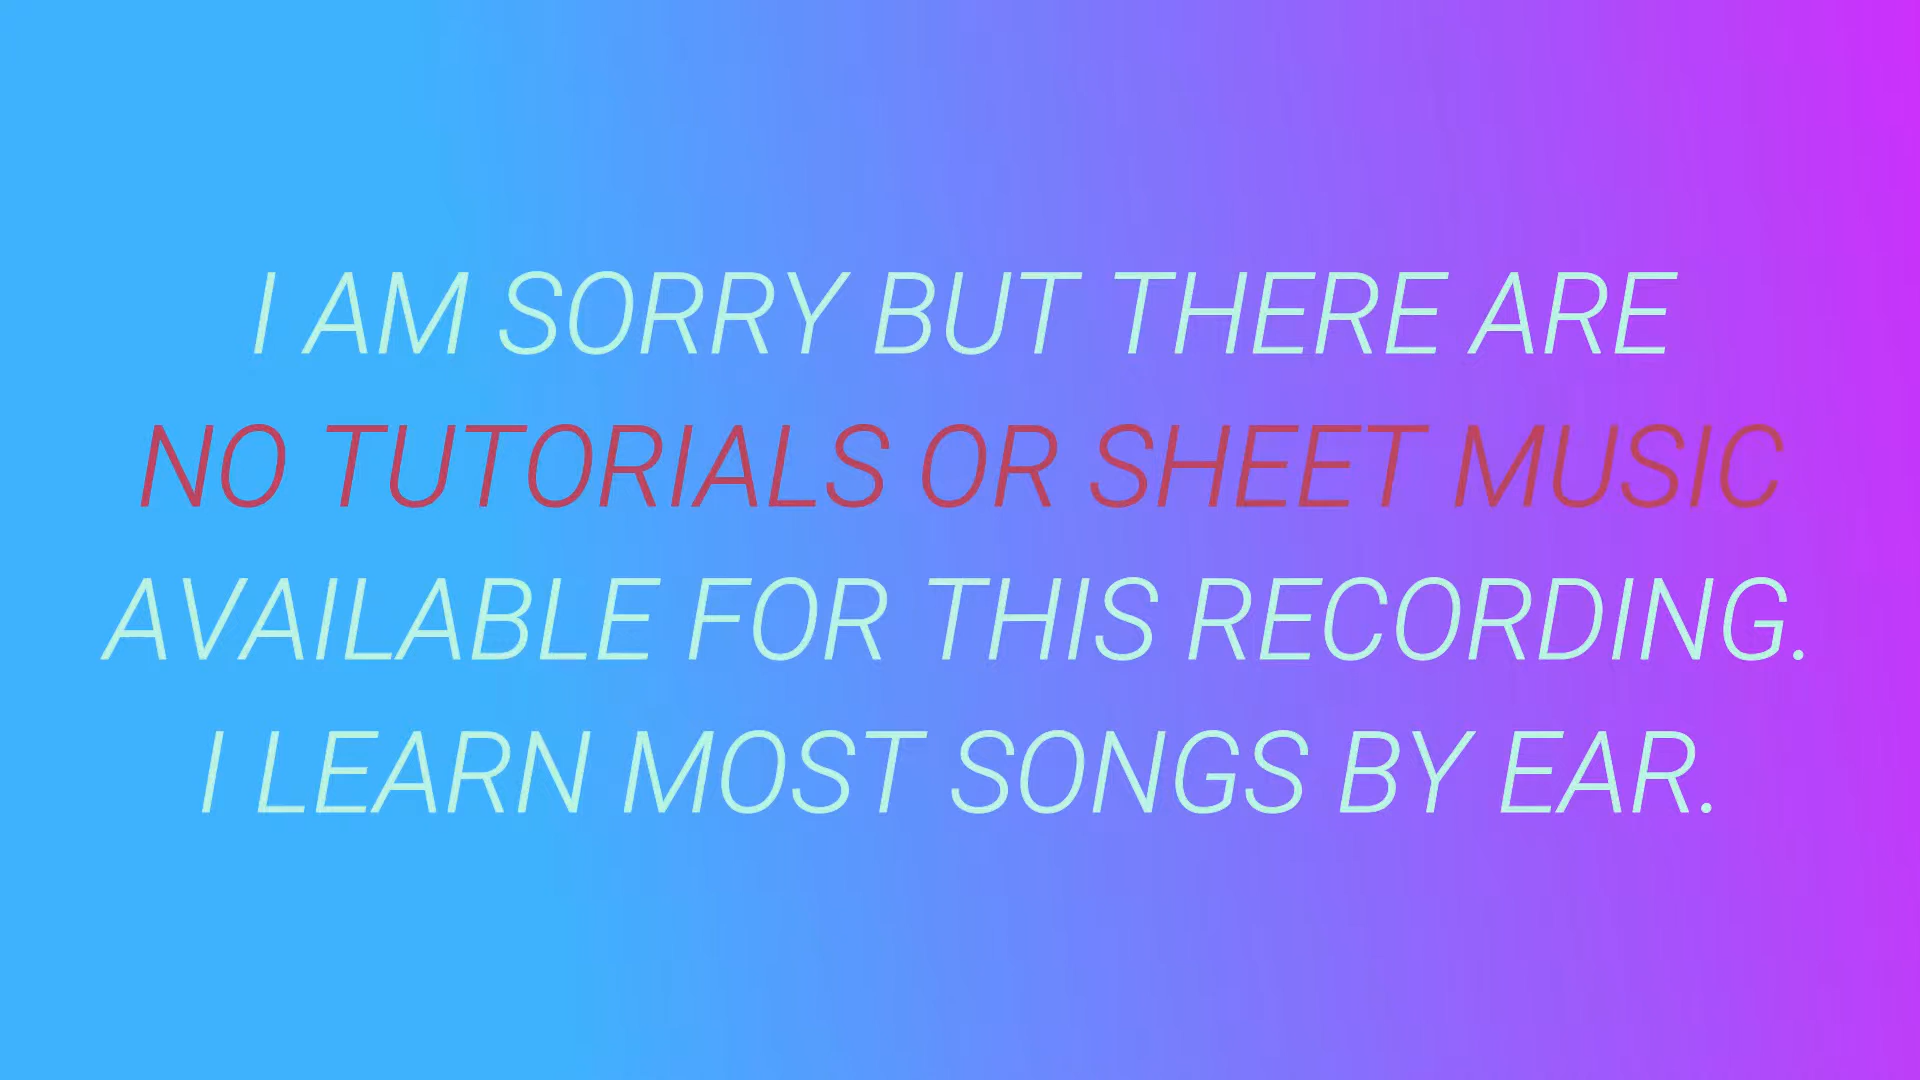 I AM SORRY BUT THERE ARE
NO TUTORIALS OR SHEET MUSIC
AVAILABLE FOR THIS RECORDING.
I LEARN MOST SONGS BY EAR.